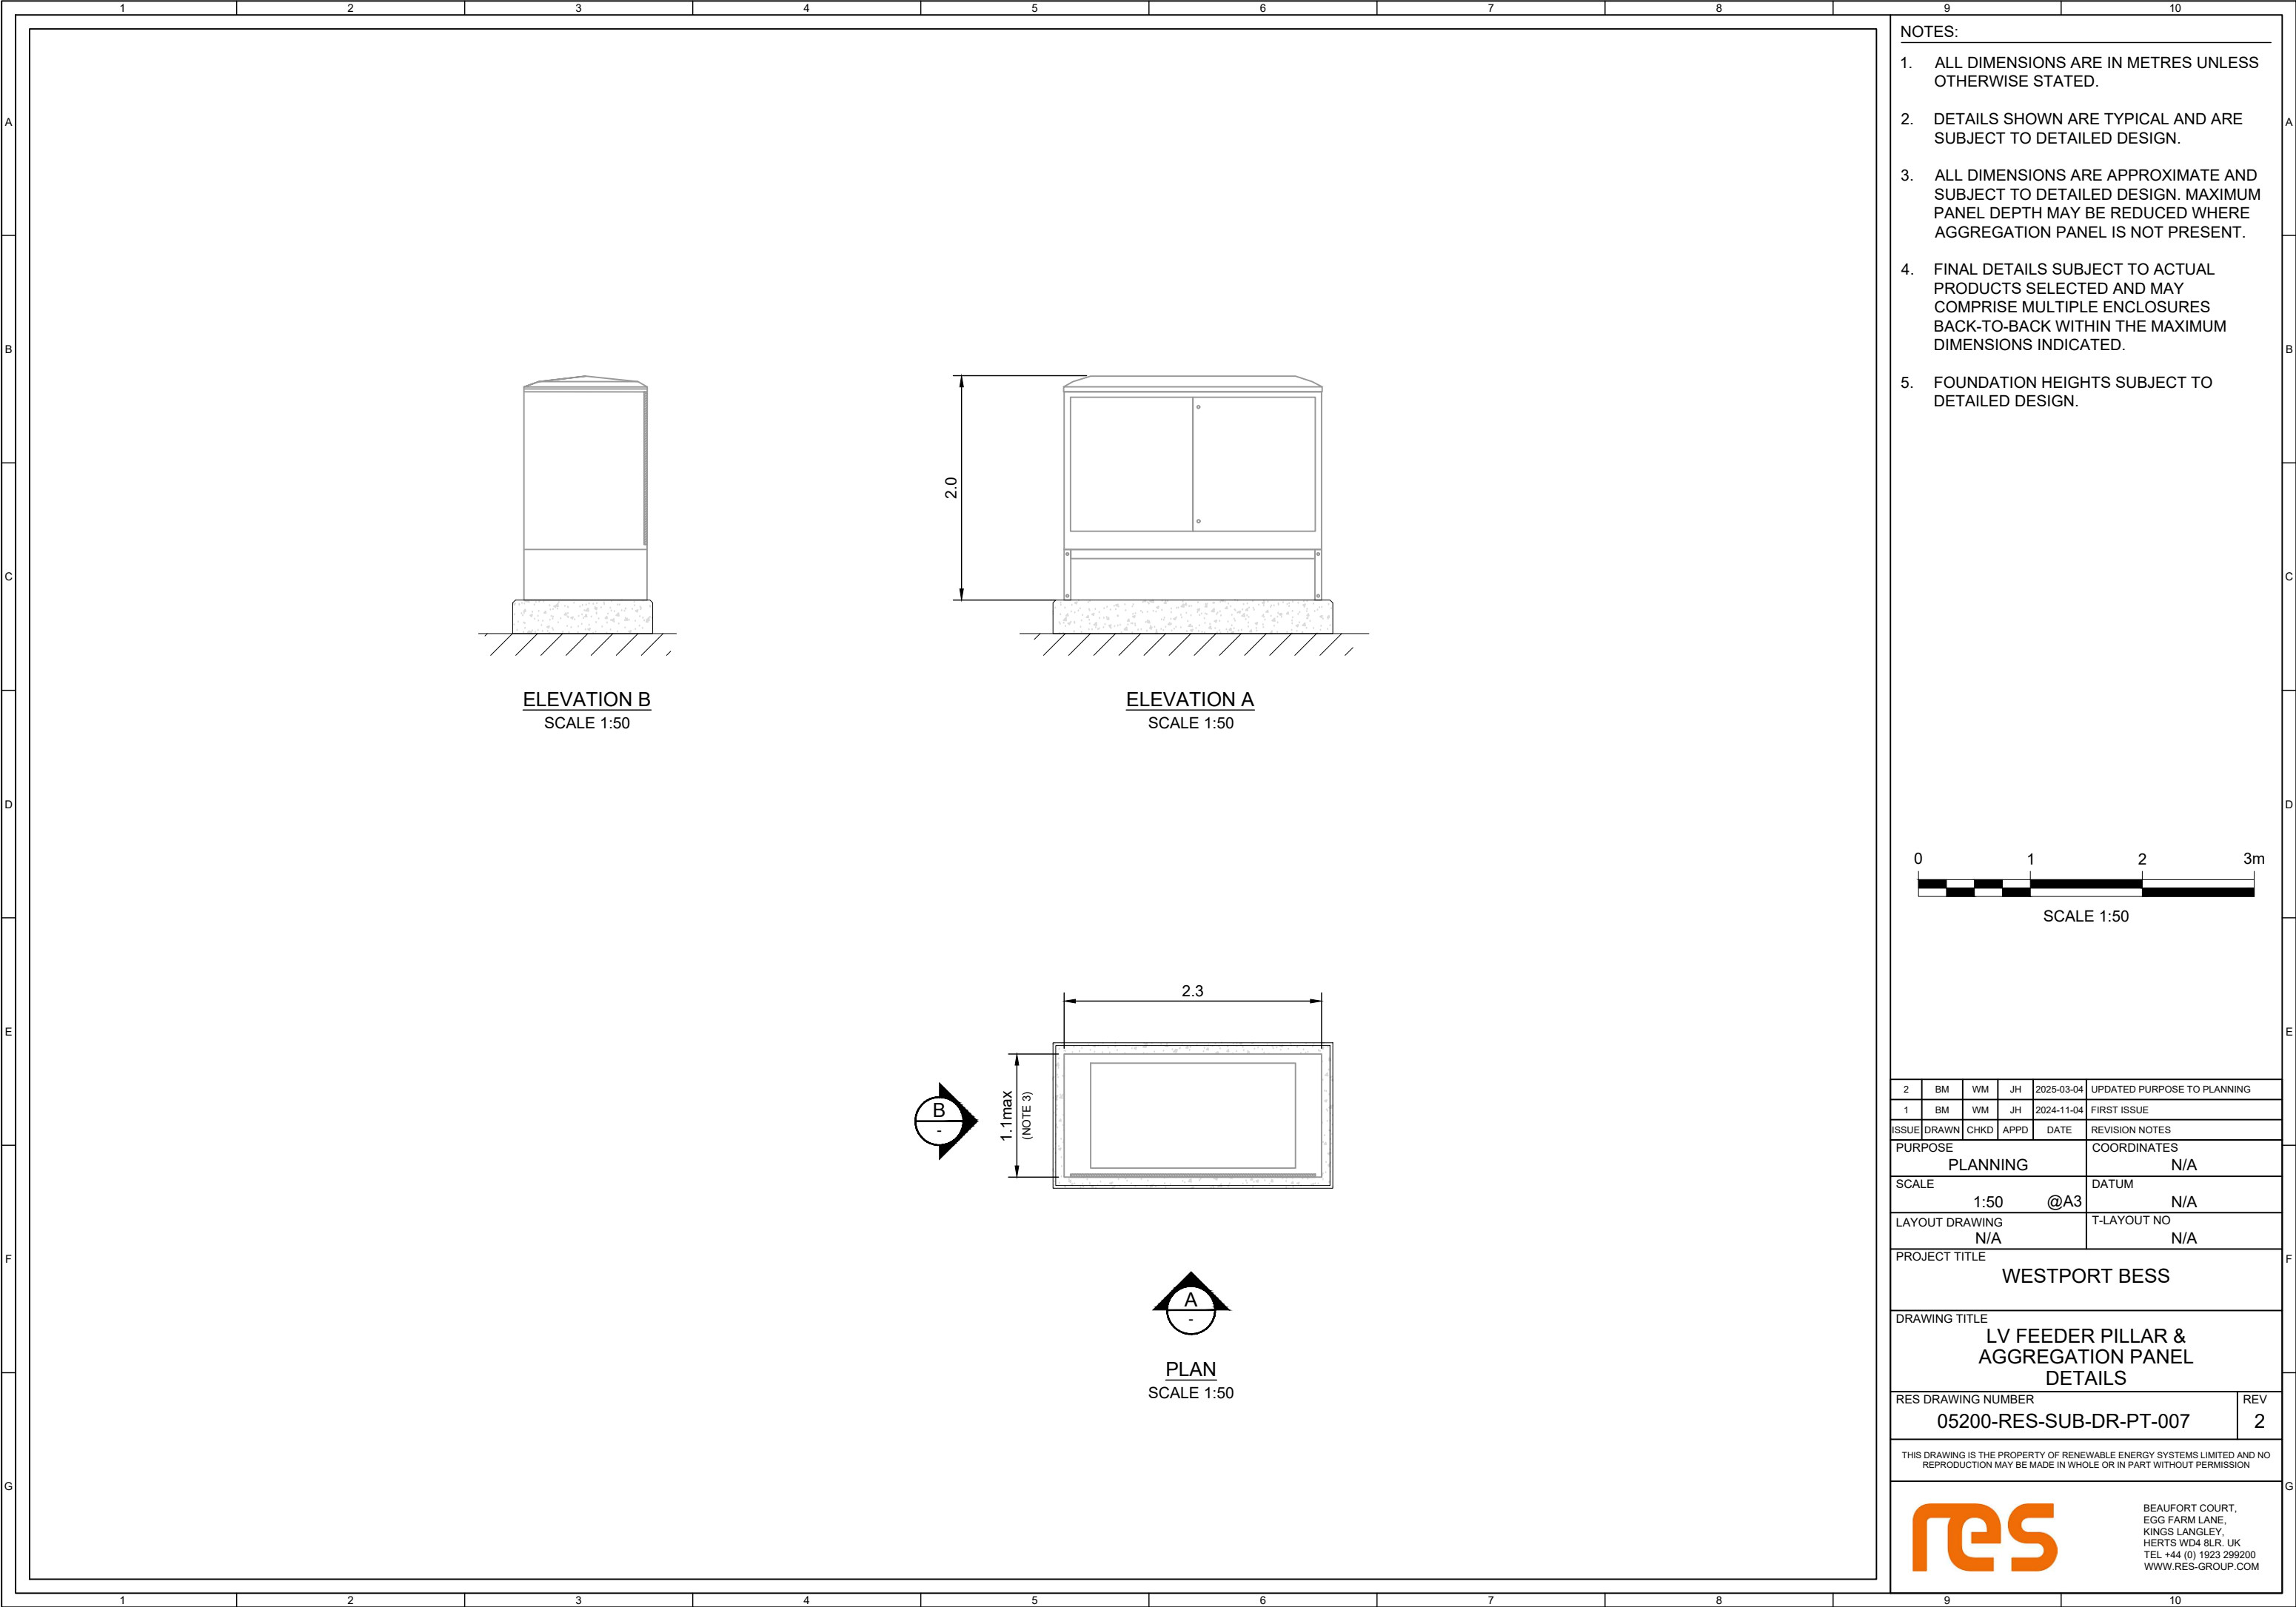 1 2 3 4 5 6 7 8 9 10
A
B
C
D
E
F
G
A
B
C
D
E
F
G
2.0
ELEVATION B
SCALE 1:50
ELEVATION A
SCALE 1:50
2.3
1.1max
(NOTE 3)
B
-
A
-
PLAN
SCALE 1:50
NOTES:
1. ALL DIMENSIONS ARE IN METRES UNLESS
OTHERWISE STATED.
2. DETAILS SHOWN ARE TYPICAL AND ARE
SUBJECT TO DETAILED DESIGN.
3. ALL DIMENSIONS ARE APPROXIMATE AND
SUBJECT TO DETAILED DESIGN. MAXIMUM
PANEL DEPTH MAY BE REDUCED WHERE
AGGREGATION PANEL IS NOT PRESENT.
4. FINAL DETAILS SUBJECT TO ACTUAL
PRODUCTS SELECTED AND MAY
COMPRISE MULTIPLE ENCLOSURES
BACK-TO-BACK WITHIN THE MAXIMUM
DIMENSIONS INDICATED.
5. FOUNDATION HEIGHTS SUBJECT TO
DETAILED DESIGN.
0 1 2 3m
SCALE 1:50
2 BM WM JH 2025-03-04 UPDATED PURPOSE TO PLANNING
1 BM WM JH 2024-11-04 FIRST ISSUE
ISSUE DRAWN CHKD APPD DATE REVISION NOTES
PURPOSE
PLANNING
COORDINATES
N/A
SCALE
1:50 @A3
DATUM
N/A
LAYOUT DRAWING
N/A
T-LAYOUT NO
N/A
PROJECT TITLE
WESTPORT BESS
DRAWING TITLE
LV FEEDER PILLAR &
AGGREGATION PANEL
DETAILS
RES DRAWING NUMBER
05200-RES-SUB-DR-PT-007
REV
2
THIS DRAWING IS THE PROPERTY OF RENEWABLE ENERGY SYSTEMS LIMITED AND NO
REPRODUCTION MAY BE MADE IN WHOLE OR IN PART WITHOUT PERMISSION
res
BEAUFORT COURT,
EGG FARM LANE,
KINGS LANGLEY,
HERTS WD4 8LR. UK
TEL +44 (0) 1923 299200
WWW.RES-GROUP.COM
1 2 3 4 5 6 7 8 9 10